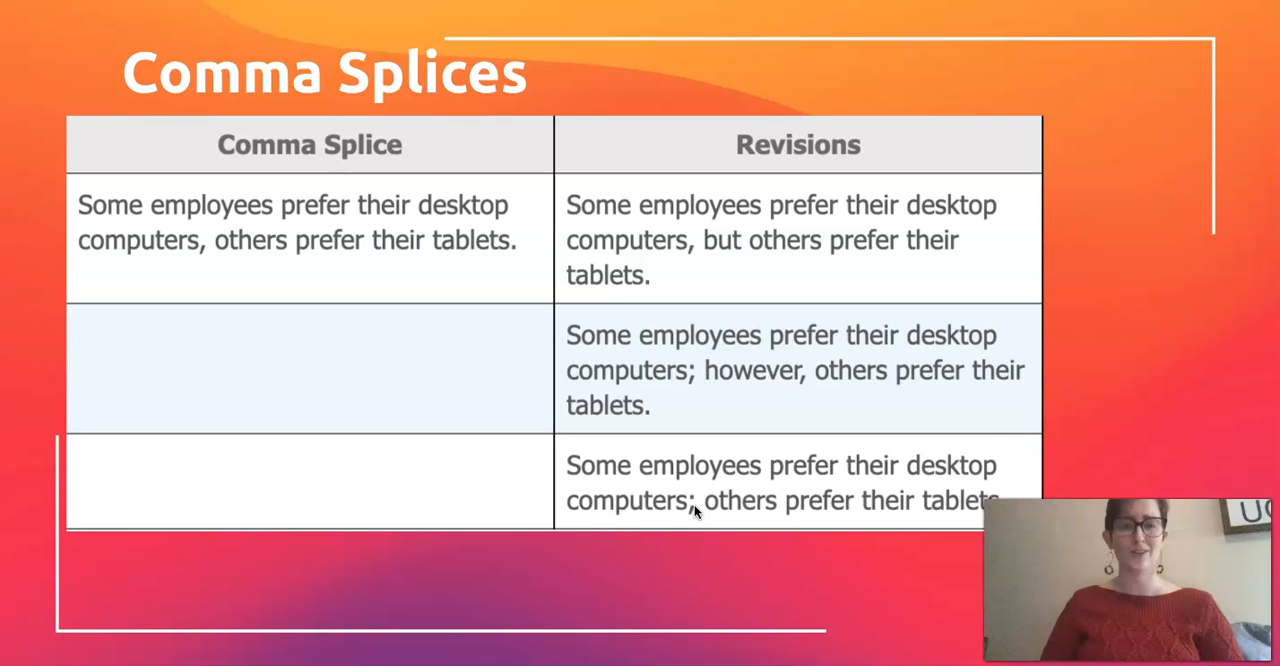 Comma Splices
Comma Splice
Revisions
Some employees prefer their desktop
computers, others prefer their tablets.
Some employees prefer their desktop
computers, but others prefer their
tablets.
Some employees prefer their desktop
computers; however, others prefer their
tablets.
Some employees prefer their desktop
computers; others prefer their tablets